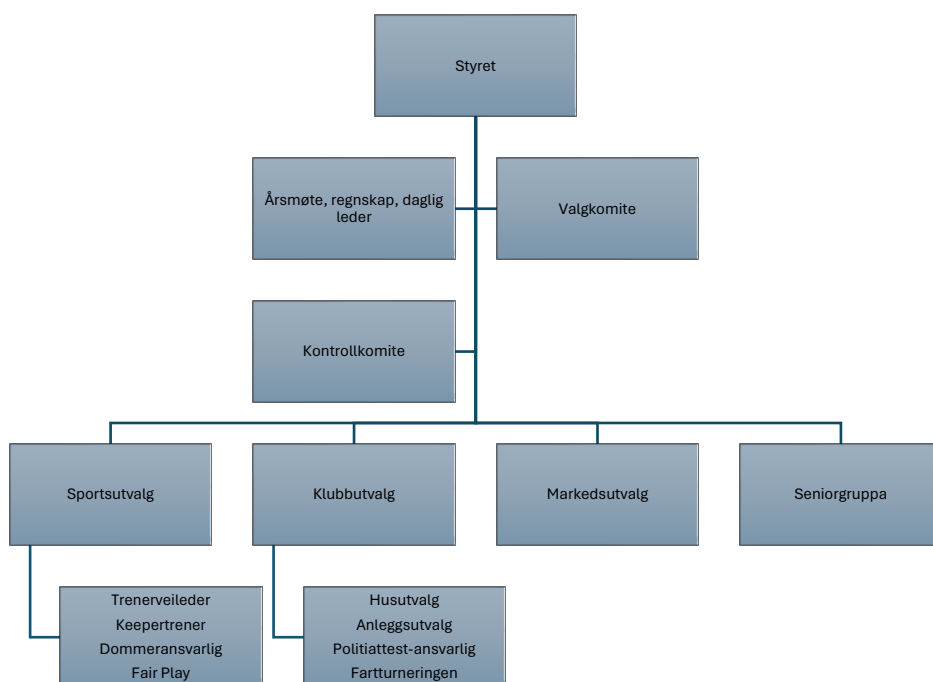 Styret
Årsmøte, regnskap, daglig
leder
Valgkomite
Kontrollkomite
Sportsutvalg
Klubbutvalg
Markedsutvalg
Seniorgruppa
Trenerveileder
Keepertrener
Dommeransvarlig
Fair Play
Husutvalg
Anleggsutvalg
Politiattest-ansvarlig
Fartturneringen